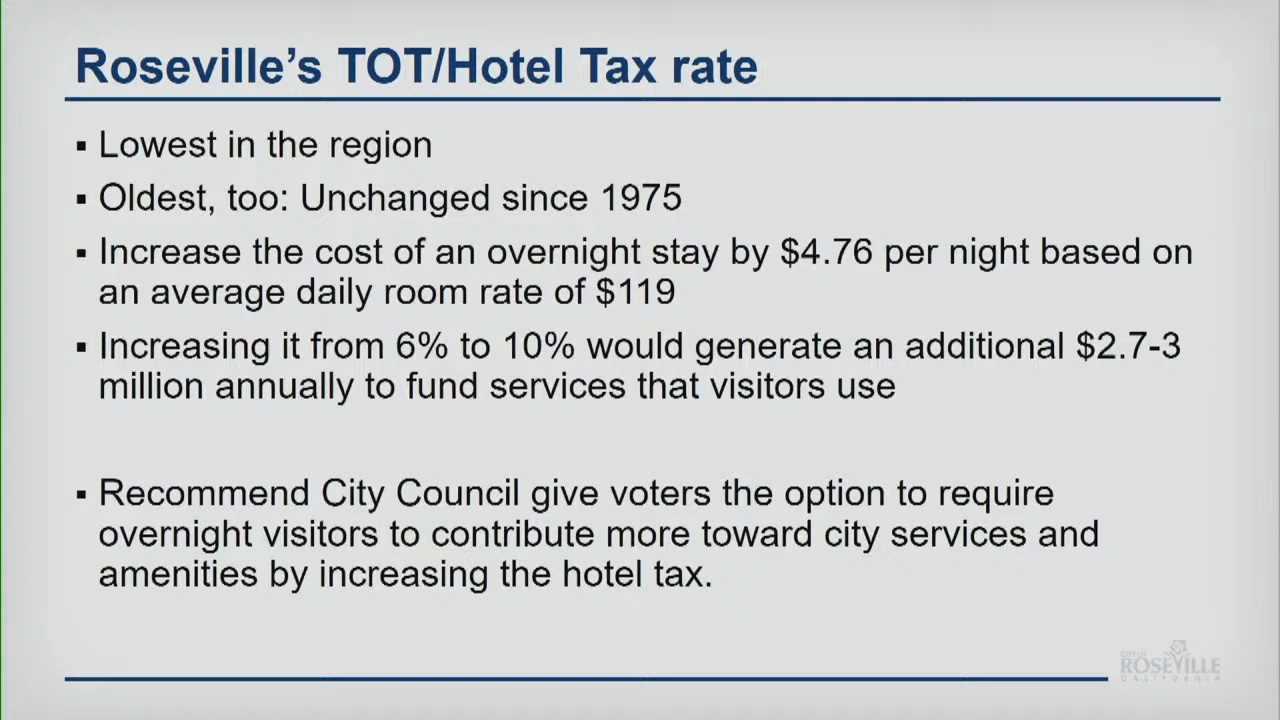 Roseville’s TOT/Hotel Tax rate
▪ Lowest in the region
▪ Oldest, too: Unchanged since 1975
▪ Increase the cost of an overnight stay by $4.76 per night based on
an average daily room rate of $119
▪ Increasing it from 6% to 10% would generate an additional $2.7-3
million annually to fund services that visitors use
▪ Recommend City Council give voters the option to require
overnight visitors to contribute more toward city services and
amenities by increasing the hotel tax.
CITY OF
ROSEVILLE
CALIFORNIA